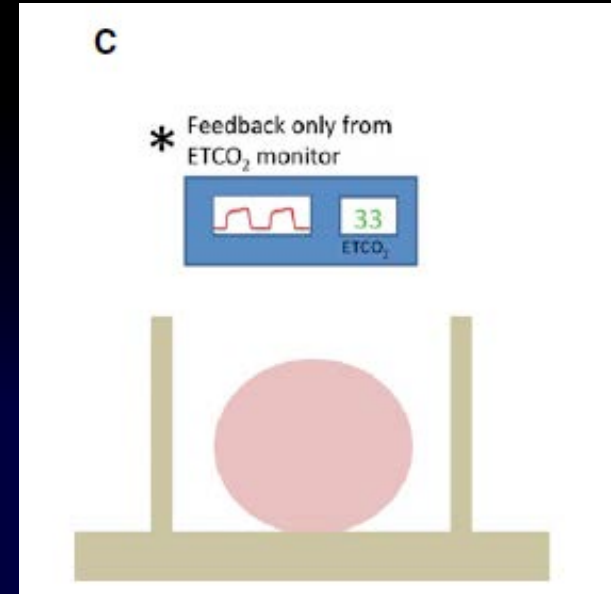 C
* Feedback only from
ETCO₂ monitor
33
ETCO₂